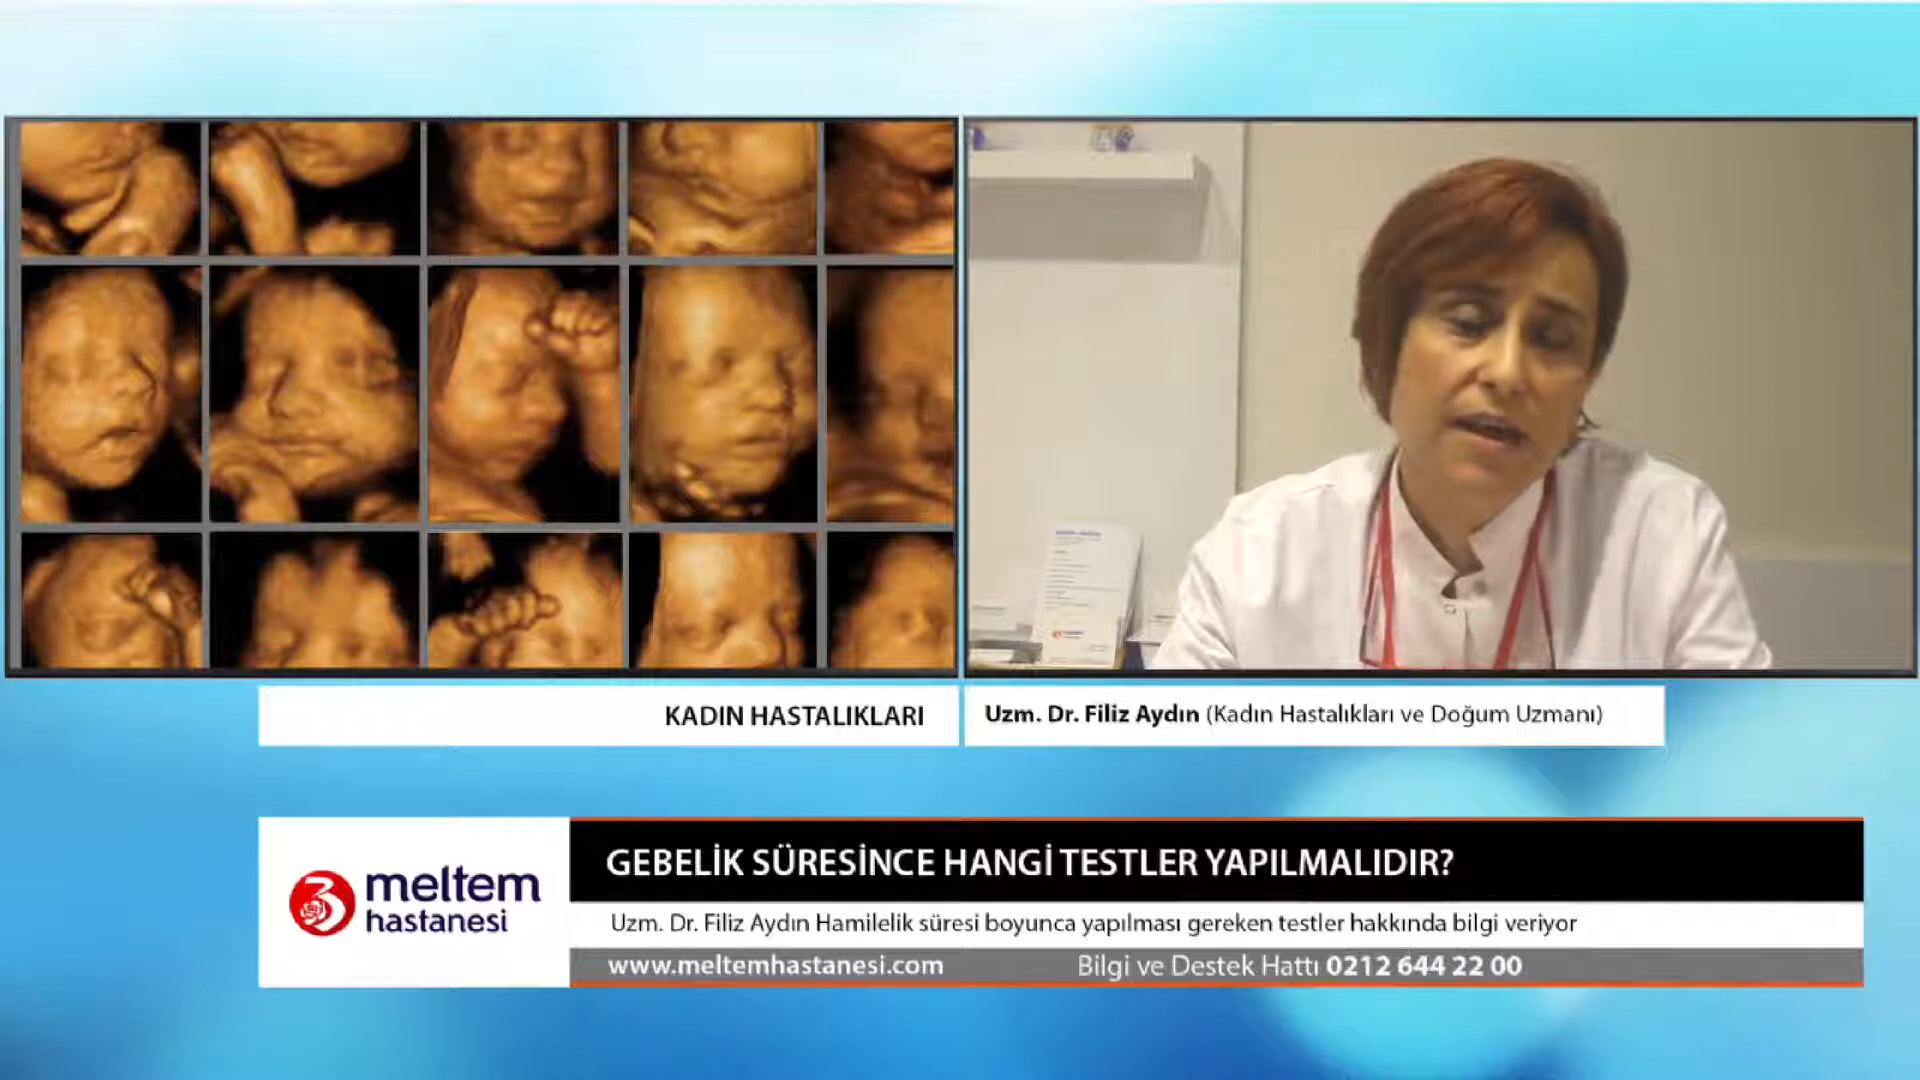 KADIN HASTALIKLARI
Uzm. Dr. Filiz Aydın (Kadın Hastalıkları ve Doğum Uzmanı)
meltem
hastanesi
GEBELİK SÜRESİNCE HANGİ TESTLER YAPILMALIDIR?
Uzm. Dr. Filiz Aydın Hamilelik süresi boyunca yapılması gereken testler hakkında bilgi veriyor
www.meltemhastanesi.com
Bilgi ve Destek Hattı 0212 644 22 00